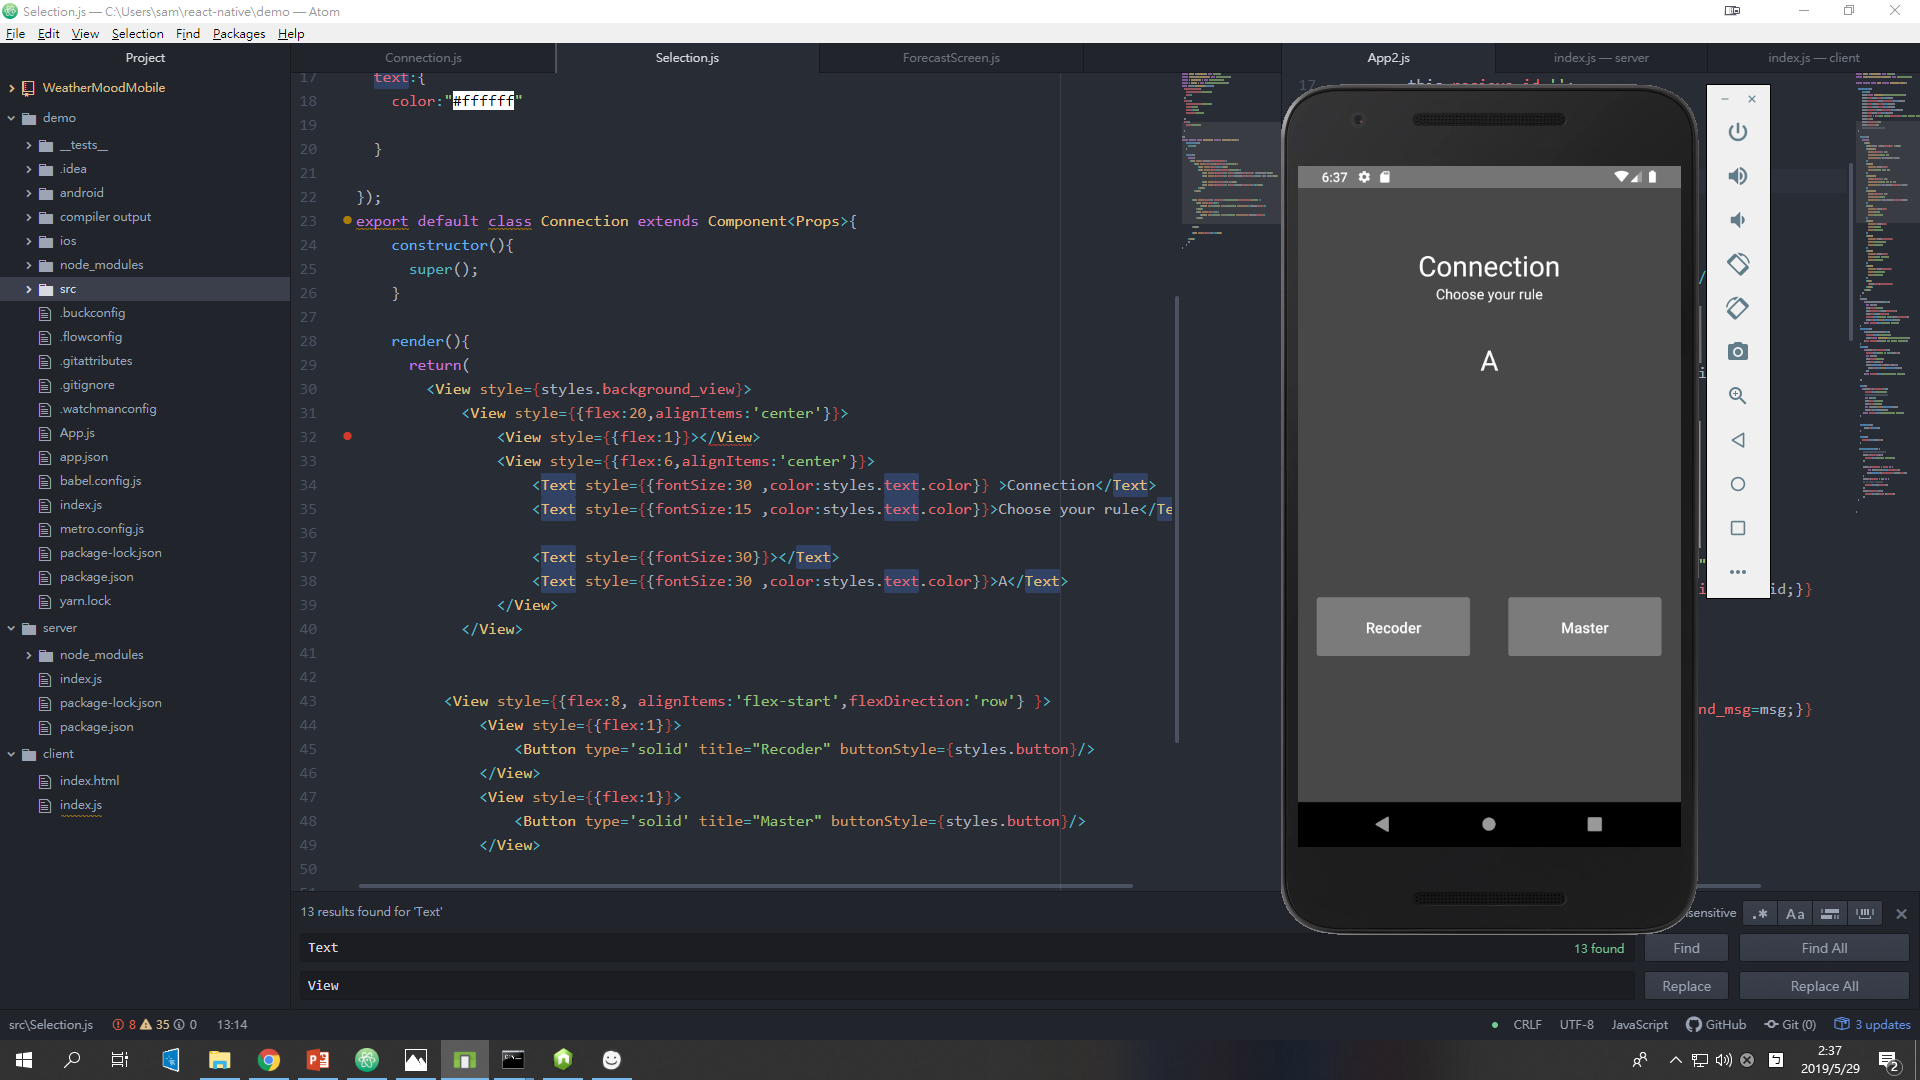 Selection.js — C:\Users\sam\react-native\demo — Atom
File Edit View Selection Find Packages Help
Project
WeatherMoodMobile
demo
__tests__
.idea
android
compiler output
ios
node_modules
src
.buckconfig
.flowconfig
.gitattributes
.gitignore
.watchmanconfig
App.js
app.json
babel.config.js
index.js
metro.config.js
package-lock.json
package.json
yarn.lock
server
node_modules
index.js
package-lock.json
package.json
client
index.html
index.js
Connection.js Selection.js ForecastScreen.js
17 text:{
18 color:"#ffffff"
19
20 }
21
22 });
23 export default class Connection extends Component<Props>{
24 constructor(){
25 super();
26 }
27
28 render(){
29 return(
30 <View style={styles.background_view}>
31 <View style={{flex:20,alignItems:'center'}}>
32 <View style={{flex:1}}></View>
33 <View style={{flex:6,alignItems:'center'}}>
34 <Text style={{fontSize:30 ,color:styles.text.color}} >Connection</Text>
35 <Text style={{fontSize:15 ,color:styles.text.color}}>Choose your rule</Te
36
37 <Text style={{fontSize:30}}></Text>
38 <Text style={{fontSize:30 ,color:styles.text.color}}>A</Text>
39 </View>
40 </View>
41
42
43 <View style={{flex:8, alignItems:'flex-start',flexDirection:'row'} }>
44 <View style={{flex:1}}>
45 <Button type='solid' title="Recoder" buttonStyle={styles.button}/>
46 </View>
47 <View style={{flex:1}}>
48 <Button type='solid' title="Master" buttonStyle={styles.button}/>
49 </View>
50
App2.js index.js — server index.js — client
17
id;}}
nd_msg=msg;}}
6:37
Connection
Choose your rule
A
Recoder Master
13 results found for 'Text'
nsensitive .* Aa
Text 13 found Find Find All
View Replace Replace All
src\Selection.js 8 35 0 13:14
CRLF UTF-8 JavaScript GitHub Git (0) 3 updates
2:37
2019/5/29
2